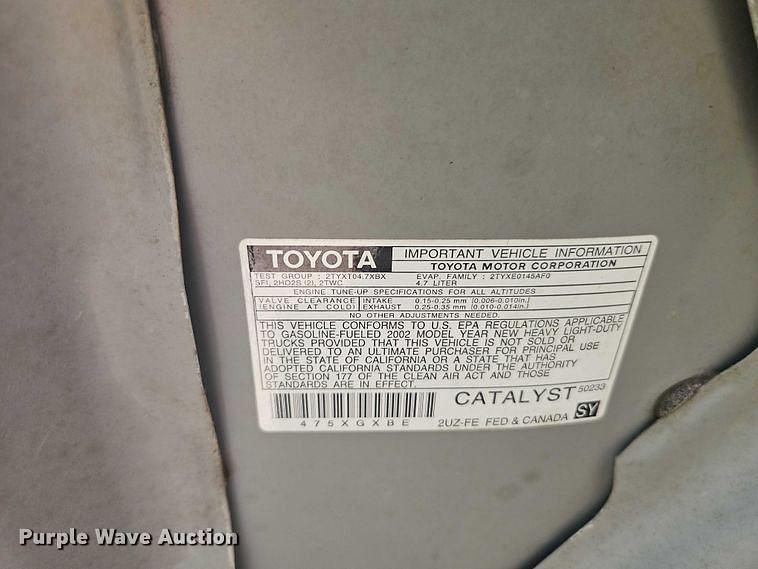 TOYOTA
IMPORTANT VEHICLE INFORMATION
TOYOTA MOTOR CORPORATION
TEST GROUP : 2TYXT04.7XBX EVAP. FAMILY : 2TYXE0145AF0
SFI, 2HO2S (2), 2TWC 4.7 LITER
ENGINE TUNE-UP SPECIFICATIONS FOR ALL ALTITUDES
VALVE CLEARANCE INTAKE 0.15-0.25 mm (0.006-0.010in.)
(ENGINE AT COLD) EXHAUST 0.25-0.35 mm (0.010-0.014in.)
NO OTHER ADJUSTMENTS NEEDED.
THIS VEHICLE CONFORMS TO U.S. EPA REGULATIONS APPLICABLE
TO GASOLINE-FUELED 2002 MODEL YEAR NEW HEAVY LIGHT-DUTY
TRUCKS PROVIDED THAT THIS VEHICLE IS NOT SOLD OR
DELIVERED TO AN ULTIMATE PURCHASER FOR PRINCIPAL USE
IN THE STATE OF CALIFORNIA OR A STATE THAT HAS
ADOPTED CALIFORNIA STANDARDS UNDER THE AUTHORITY
OF SECTION 177 OF THE CLEAN AIR ACT AND THOSE
STANDARDS ARE IN EFFECT.
CATALYST 50233
475XGXBE 2UZ-FE FED & CANADA SY
Purple Wave Auction